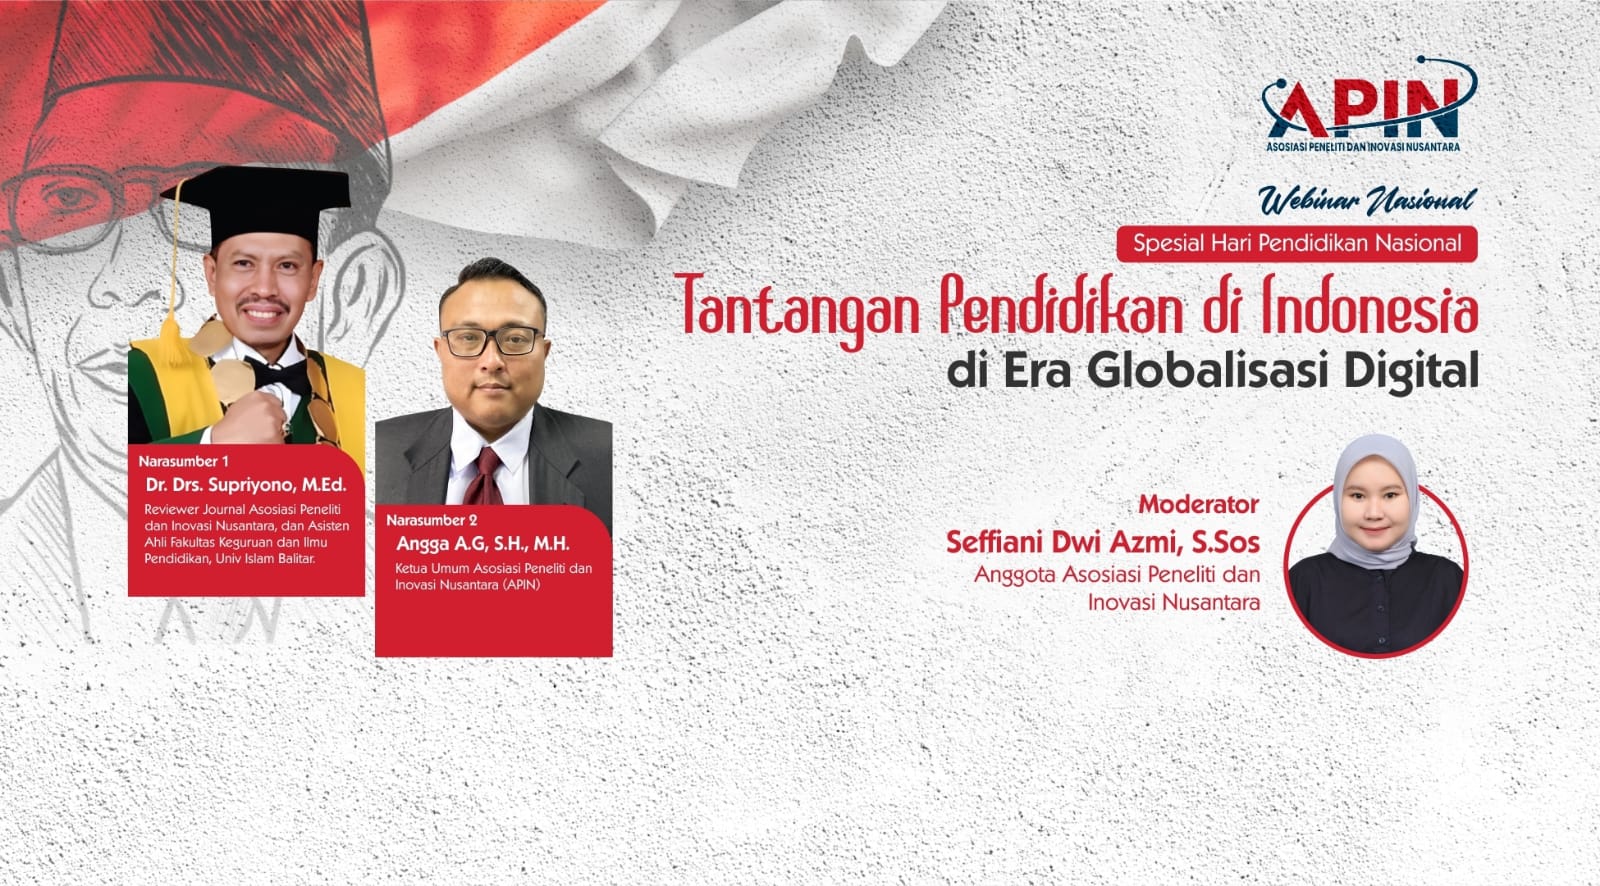 APIN
ASOSIASI PENELITI DAN INOVASI NUSANTARA
Webinar Nasional
Spesial Hari Pendidikan Nasional
Tantangan Pendidikan di Indonesia
di Era Globalisasi Digital
Narasumber 1
Dr. Drs. Supriyono, M.Ed.
Reviewer Journal Asosiasi Peneliti
dan Inovasi Nusantara, dan Asisten
Ahli Fakultas Keguruan dan Ilmu
Pendidikan, Univ Islam Balitar.
Narasumber 2
Angga A.G, S.H., M.H.
Ketua Umum Asosiasi Peneliti dan
Inovasi Nusantara (APIN)
Moderator
Seffiani Dwi Azmi, S.Sos
Anggota Asosiasi Peneliti dan
Inovasi Nusantara